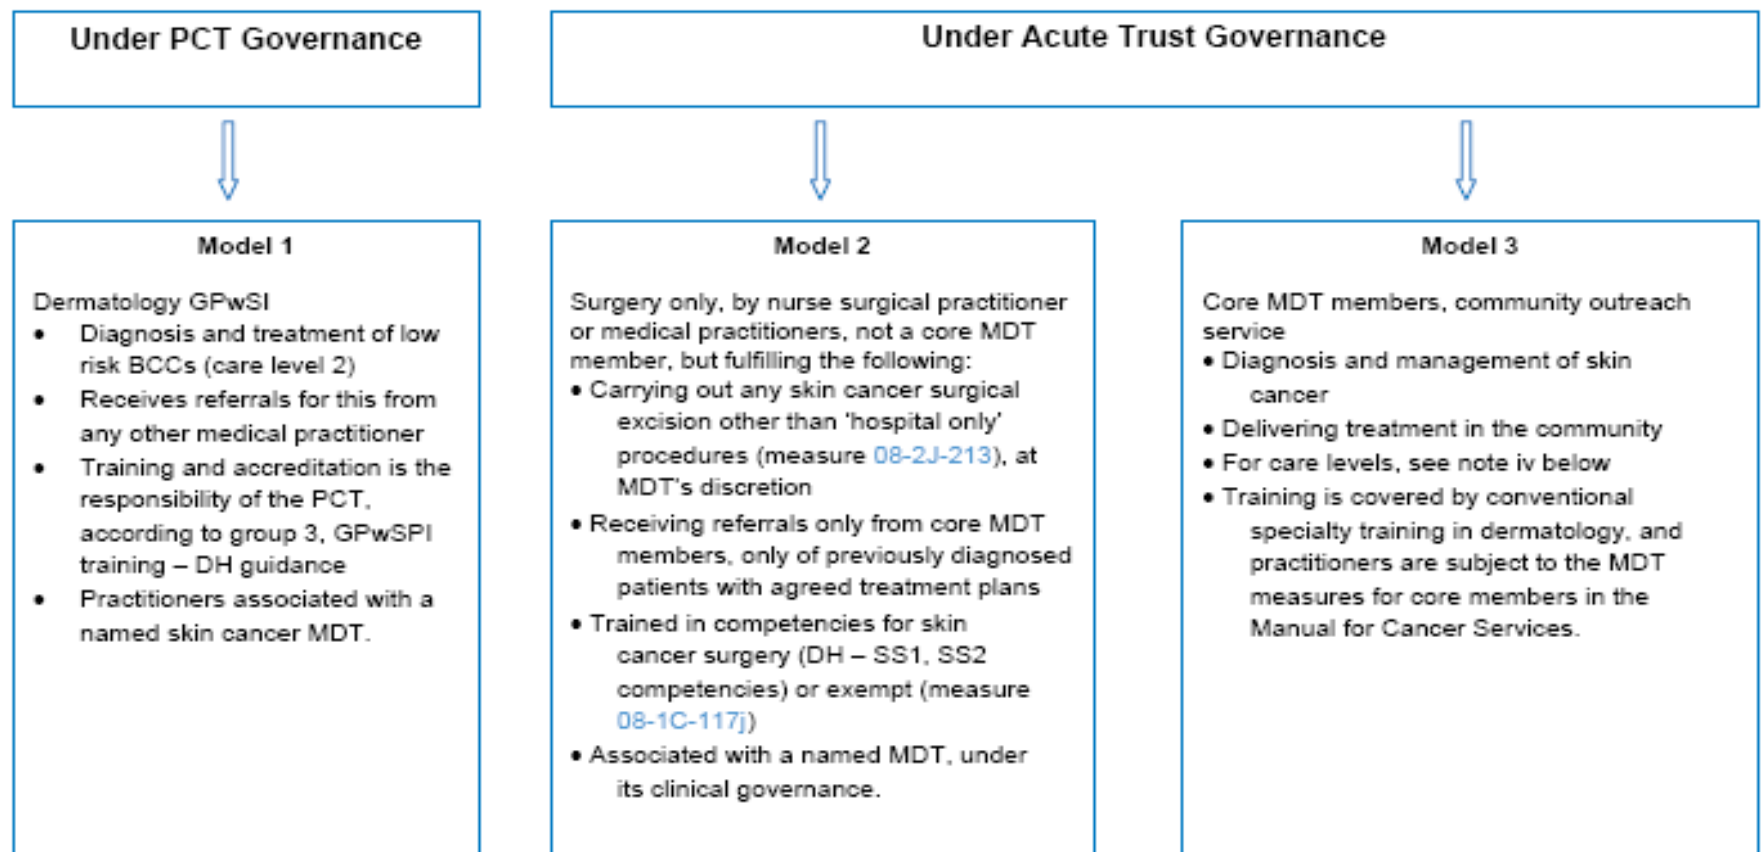 Under PCT Governance
Under Acute Trust Governance
Model 1
Dermatology GPwSI
• Diagnosis and treatment of low
risk BCCs (care level 2)
• Receives referrals for this from
any other medical practitioner
• Training and accreditation is the
responsibility of the PCT,
according to group 3, GPwSPI
training – DH guidance
• Practitioners associated with a
named skin cancer MDT.
Model 2
Surgery only, by nurse surgical practitioner
or medical practitioners, not a core MDT
member, but fulfilling the following:
• Carrying out any skin cancer surgical
excision other than 'hospital only'
procedures (measure 08-2J-213), at
MDT's discretion
• Receiving referrals only from core MDT
members, only of previously diagnosed
patients with agreed treatment plans
• Trained in competencies for skin
cancer surgery (DH – SS1, SS2
competencies) or exempt (measure
08-1C-117j)
• Associated with a named MDT, under
its clinical governance.
Model 3
Core MDT members, community outreach
service
• Diagnosis and management of skin
cancer
• Delivering treatment in the community
• For care levels, see note iv below
• Training is covered by conventional
specialty training in dermatology, and
practitioners are subject to the MDT
measures for core members in the
Manual for Cancer Services.